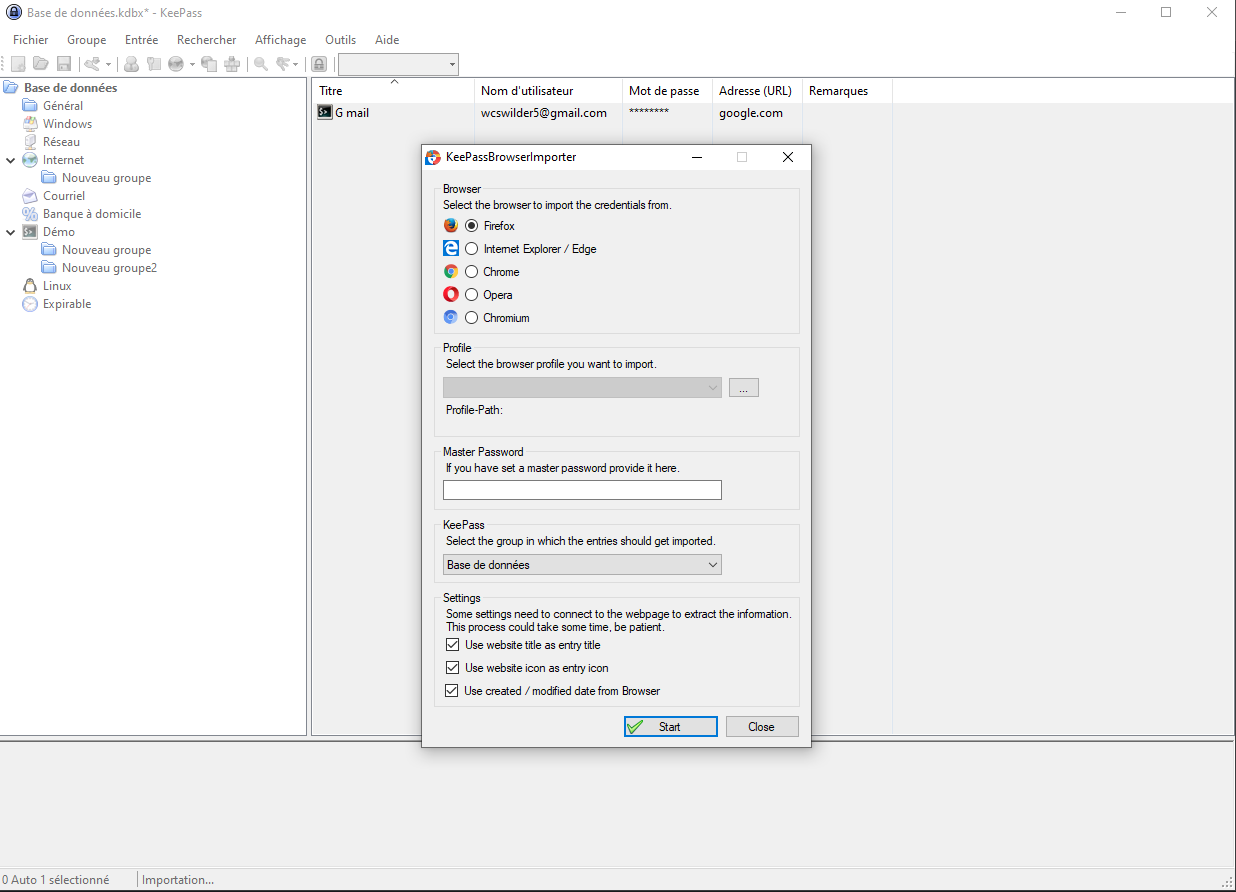 Base de données.kdbx* - KeePass
Fichier Groupe Entrée Rechercher Affichage Outils Aide
Base de données
Général
Windows
Réseau
Internet
Nouveau groupe
Courriel
Banque à domicile
Démo
Nouveau groupe
Nouveau groupe2
Linux
Expirable
Titre Nom d'utilisateur Mot de passe Adresse (URL) Remarques
G mail wcswilder5@gmail.com ******** google.com
KeePassBrowserImporter
Browser
Select the browser to import the credentials from.
Firefox
Internet Explorer / Edge
Chrome
Opera
Chromium
Profile
Select the browser profile you want to import.
...
Profile-Path:
Master Password
If you have set a master password provide it here.
KeePass
Select the group in which the entries should get imported.
Base de données
Settings
Some settings need to connect to the webpage to extract the information.
This process could take some time, be patient.
Use website title as entry title
Use website icon as entry icon
Use created / modified date from Browser
Start Close
0 Auto 1 sélectionné Importation...